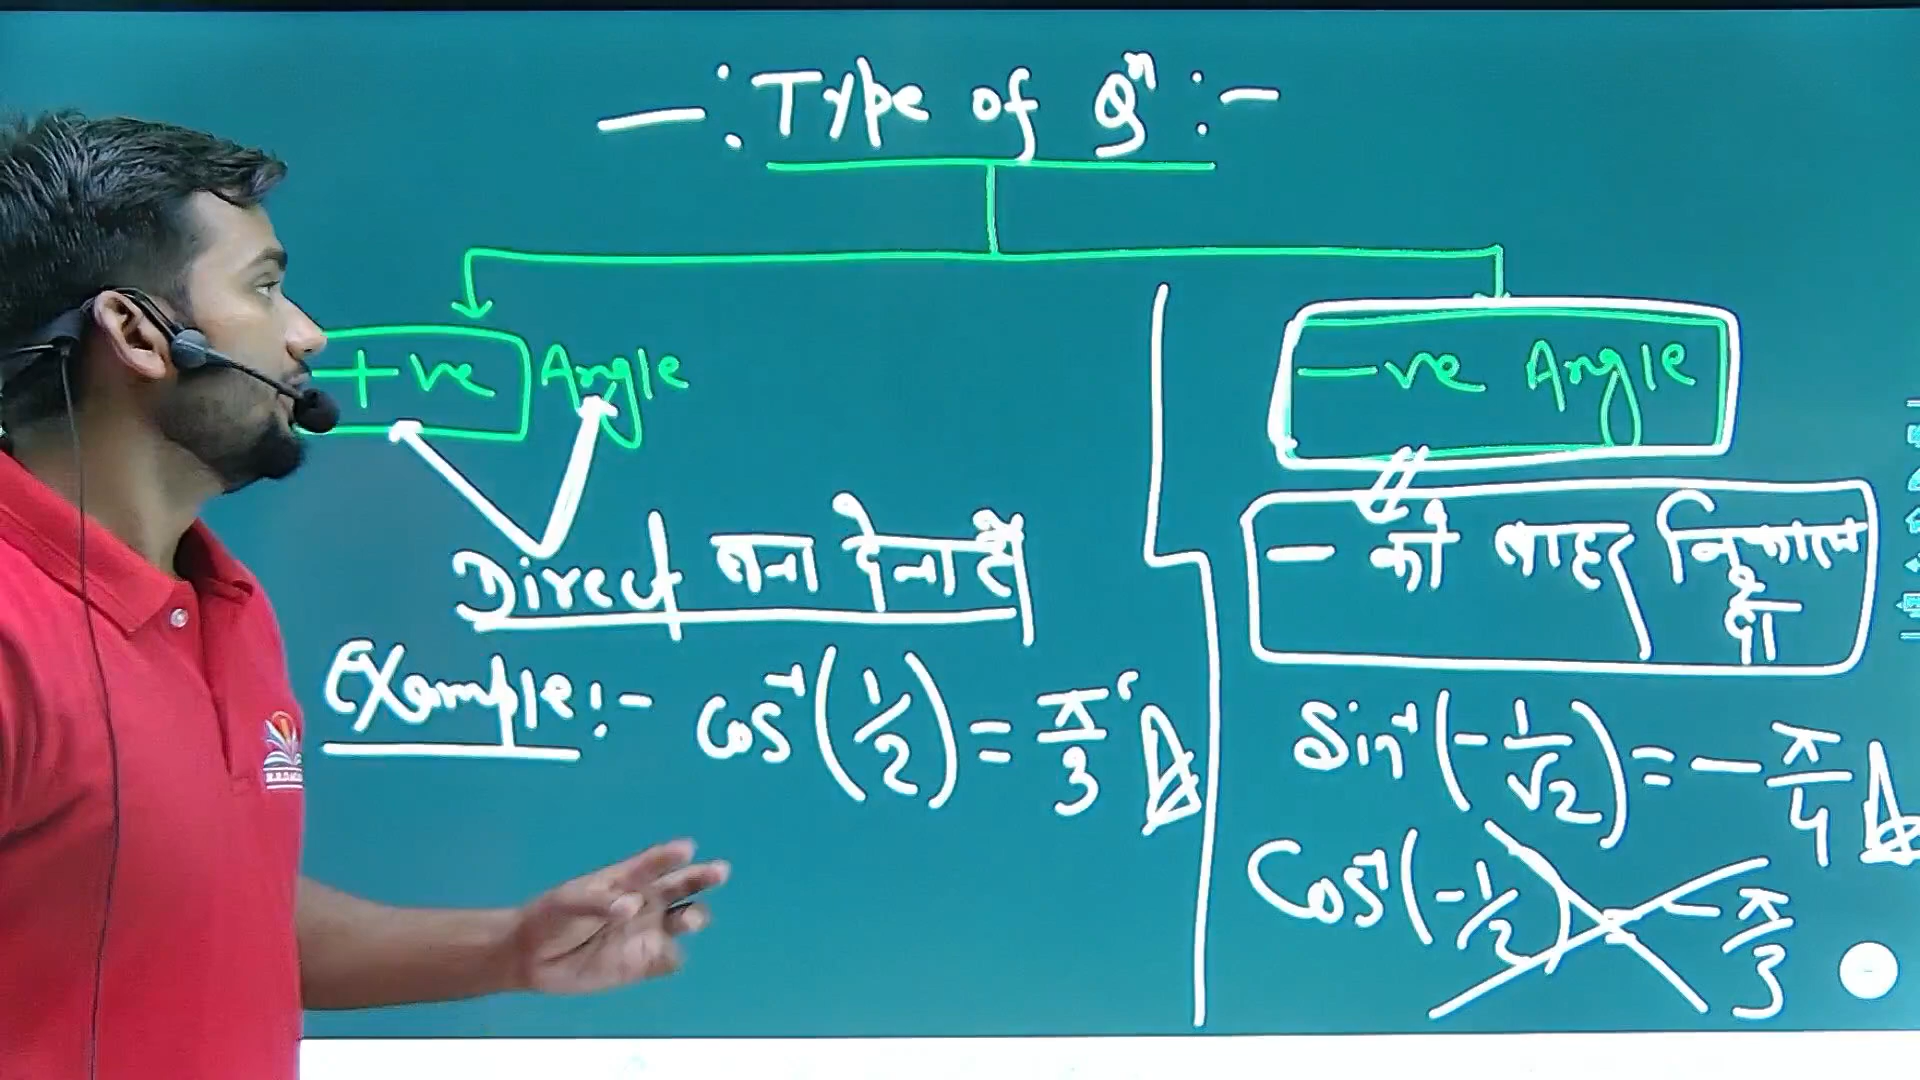 —: Type of Qⁿ :—
+ve Angle
Direct बना देना है
Example:- cos⁻¹(1/2) = π/3
-ve Angle
- को बाहर निकाल दो
Sin⁻¹(-1/√2) = -π/4
Cos⁻¹(-1/2) -π/3